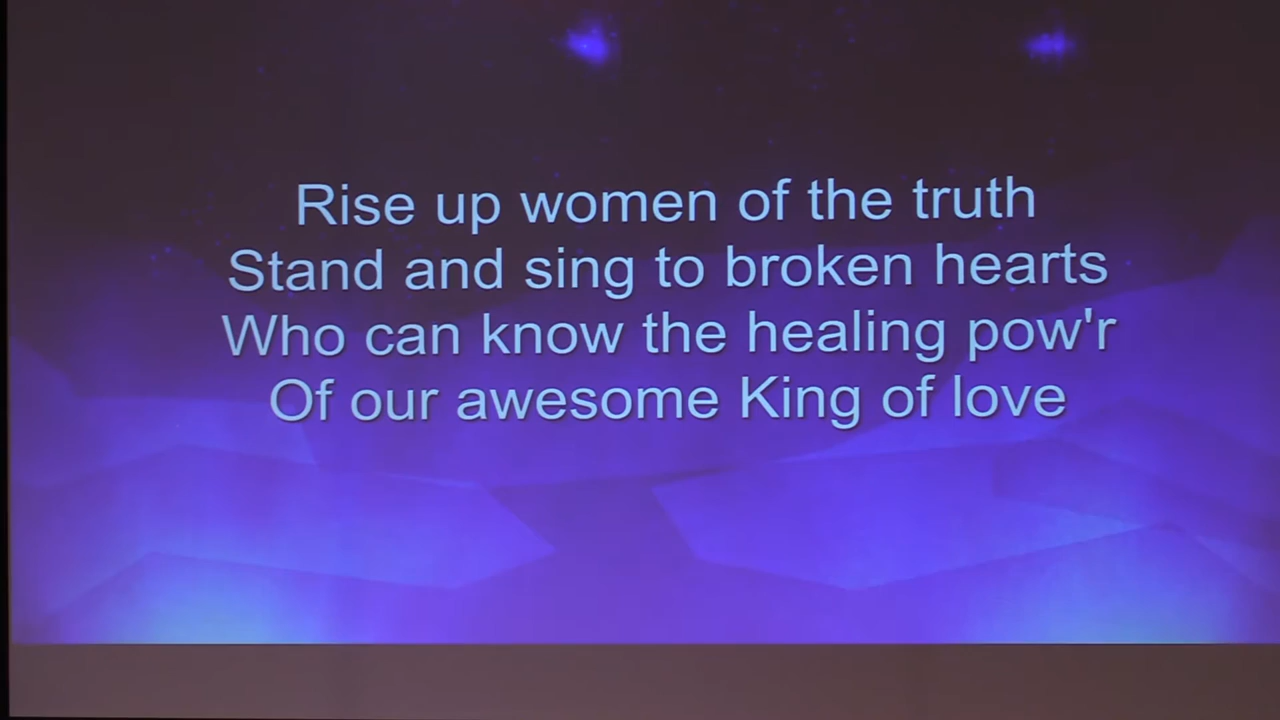 Rise up women of the truth
Stand and sing to broken hearts
Who can know the healing pow'r
Of our awesome King of love